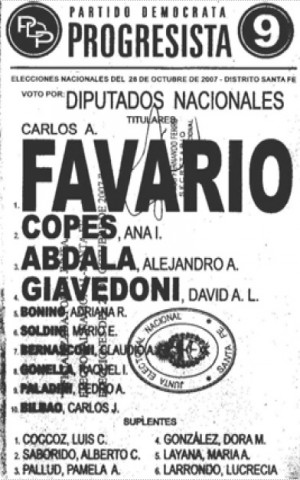 PDP
PARTIDO DEMOCRATA
PROGRESISTA 9
ELECCIONES NACIONALES DEL 28 DE OCTUBRE DE 2007 - DISTRITO SANTA FE
VOTO POR: DIPUTADOS NACIONALES
TITULARES
CARLOS A.
1. FAVARIO
2. COPES, ANA I.
3. ABDALA, ALEJANDRO A.
4. GIAVEDONI, DAVID A. L.
5. BONINO, ADRIANA R.
6. SOLDINI, MARIO E.
7. BERNASCONI, CLAUDIO A.
8. GONELLA, RAQUEL I.
9. PALADINI, PEDRO A.
10. BILBAO, CARLOS J.
JUNTA ELECTORAL NACIONAL
SANTA FE
SUPLENTES
1. COCCOZ, LUIS C.
2. SABORIDO, ALBERTO C.
3. PALLUD, PAMELA A.
4. GONZÁLEZ, DORA M.
5. LAYANA, MARIA A.
6. LARRONDO, LUCRECIA